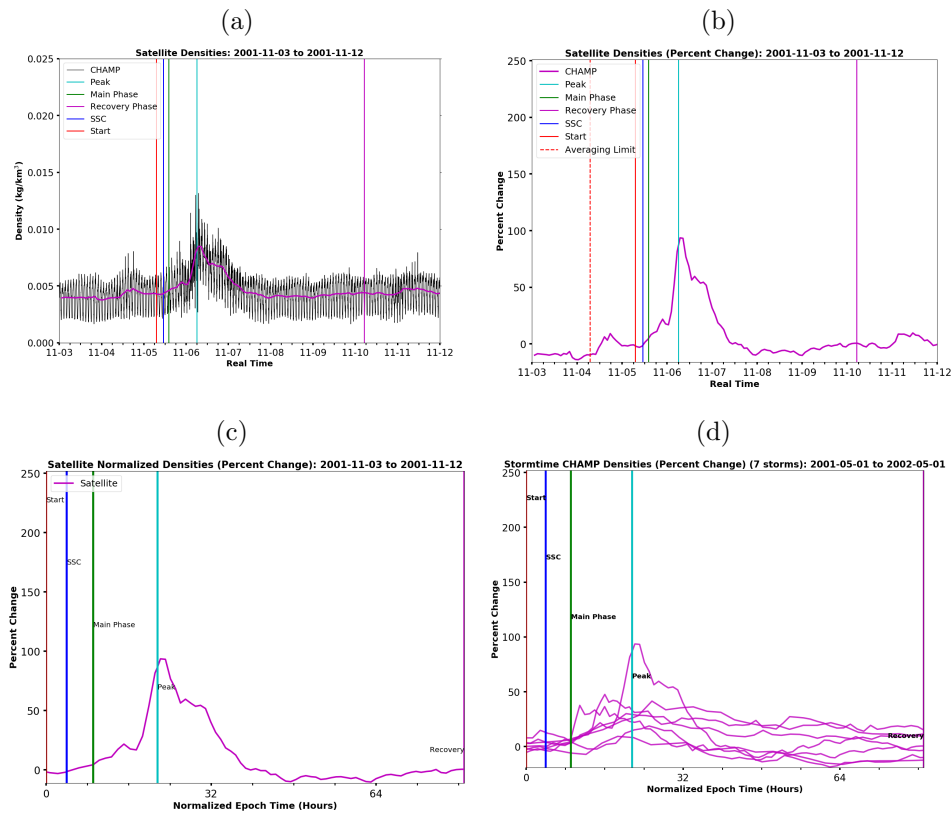 (a)
Satellite Densities: 2001-11-03 to 2001-11-12
0.025
0.020
0.015
0.010
0.005
0.000
Density (kg/km³)
CHAMP
Peak
Main Phase
Recovery Phase
SSC
Start
11-03 11-04 11-05 11-06 11-07 11-08 11-09 11-10 11-11 11-12
Real Time
(b)
Satellite Densities (Percent Change): 2001-11-03 to 2001-11-12
250
200
150
100
50
0
Percent Change
CHAMP
Peak
Main Phase
Recovery Phase
SSC
Start
Averaging Limit
11-03 11-04 11-05 11-06 11-07 11-08 11-09 11-10 11-11 11-12
Real Time
(c)
Satellite Normalized Densities (Percent Change): 2001-11-03 to 2001-11-12
250
200
150
100
50
0
Percent Change
Satellite
Start
SSC
Main Phase
Peak
Recovery
0 32 64
Normalized Epoch Time (Hours)
(d)
Stormtime CHAMP Densities (Percent Change) (7 storms): 2001-05-01 to 2002-05-01
250
200
150
100
50
0
Percent Change
Start
SSC
Main Phase
Peak
Recovery
0 32 64
Normalized Epoch Time (Hours)